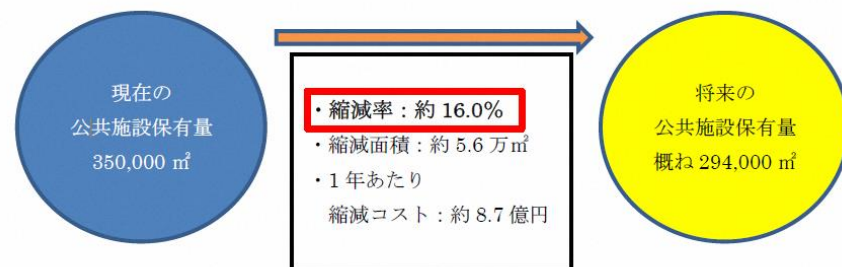 現在の
公共施設保有量
350,000 ㎡
・縮減率：約 16.0%
・縮減面積：約 5.6 万㎡
・1 年あたり
縮減コスト：約 8.7 億円
将来の
公共施設保有量
概ね 294,000 ㎡